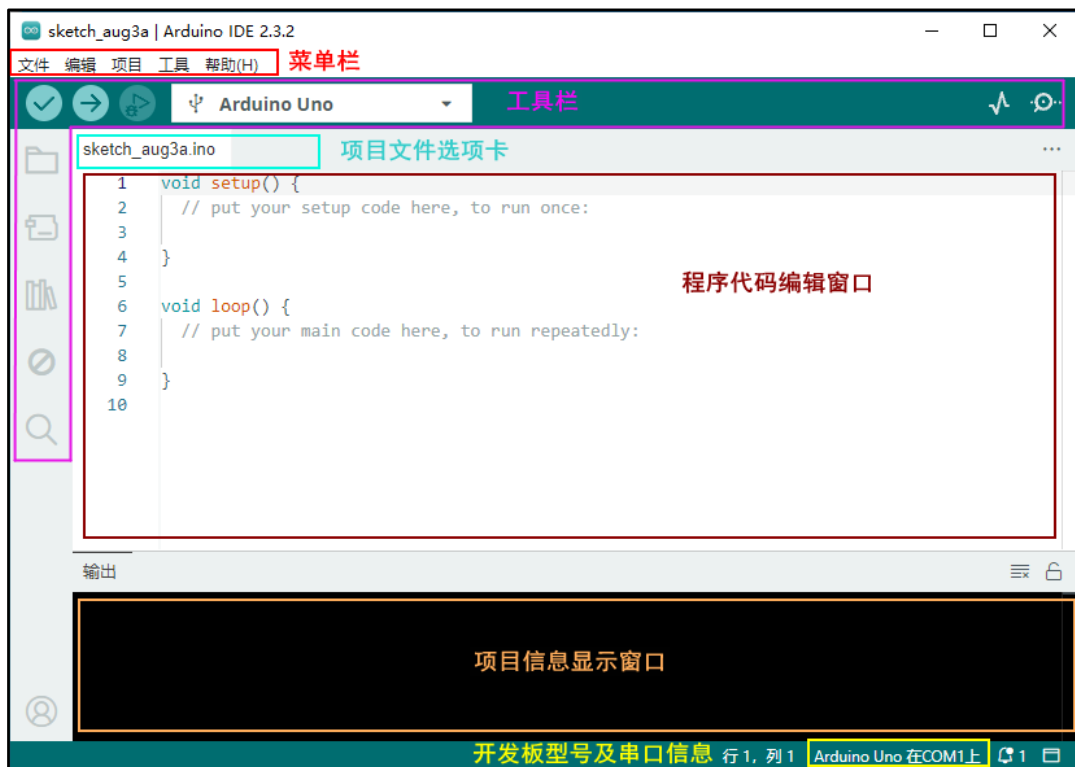 sketch_aug3a | Arduino IDE 2.3.2
文件 编辑 项目 工具 帮助(H) 菜单栏
Arduino Uno 工具栏
sketch_aug3a.ino 项目文件选项卡
1 void setup() {
2 // put your setup code here, to run once:
3
4 }
5
程序代码编辑窗口
6 void loop() {
7 // put your main code here, to run repeatedly:
8
9 }
10
输出
项目信息显示窗口
开发板型号及串口信息 行 1, 列 1 Arduino Uno 在COM1上 1